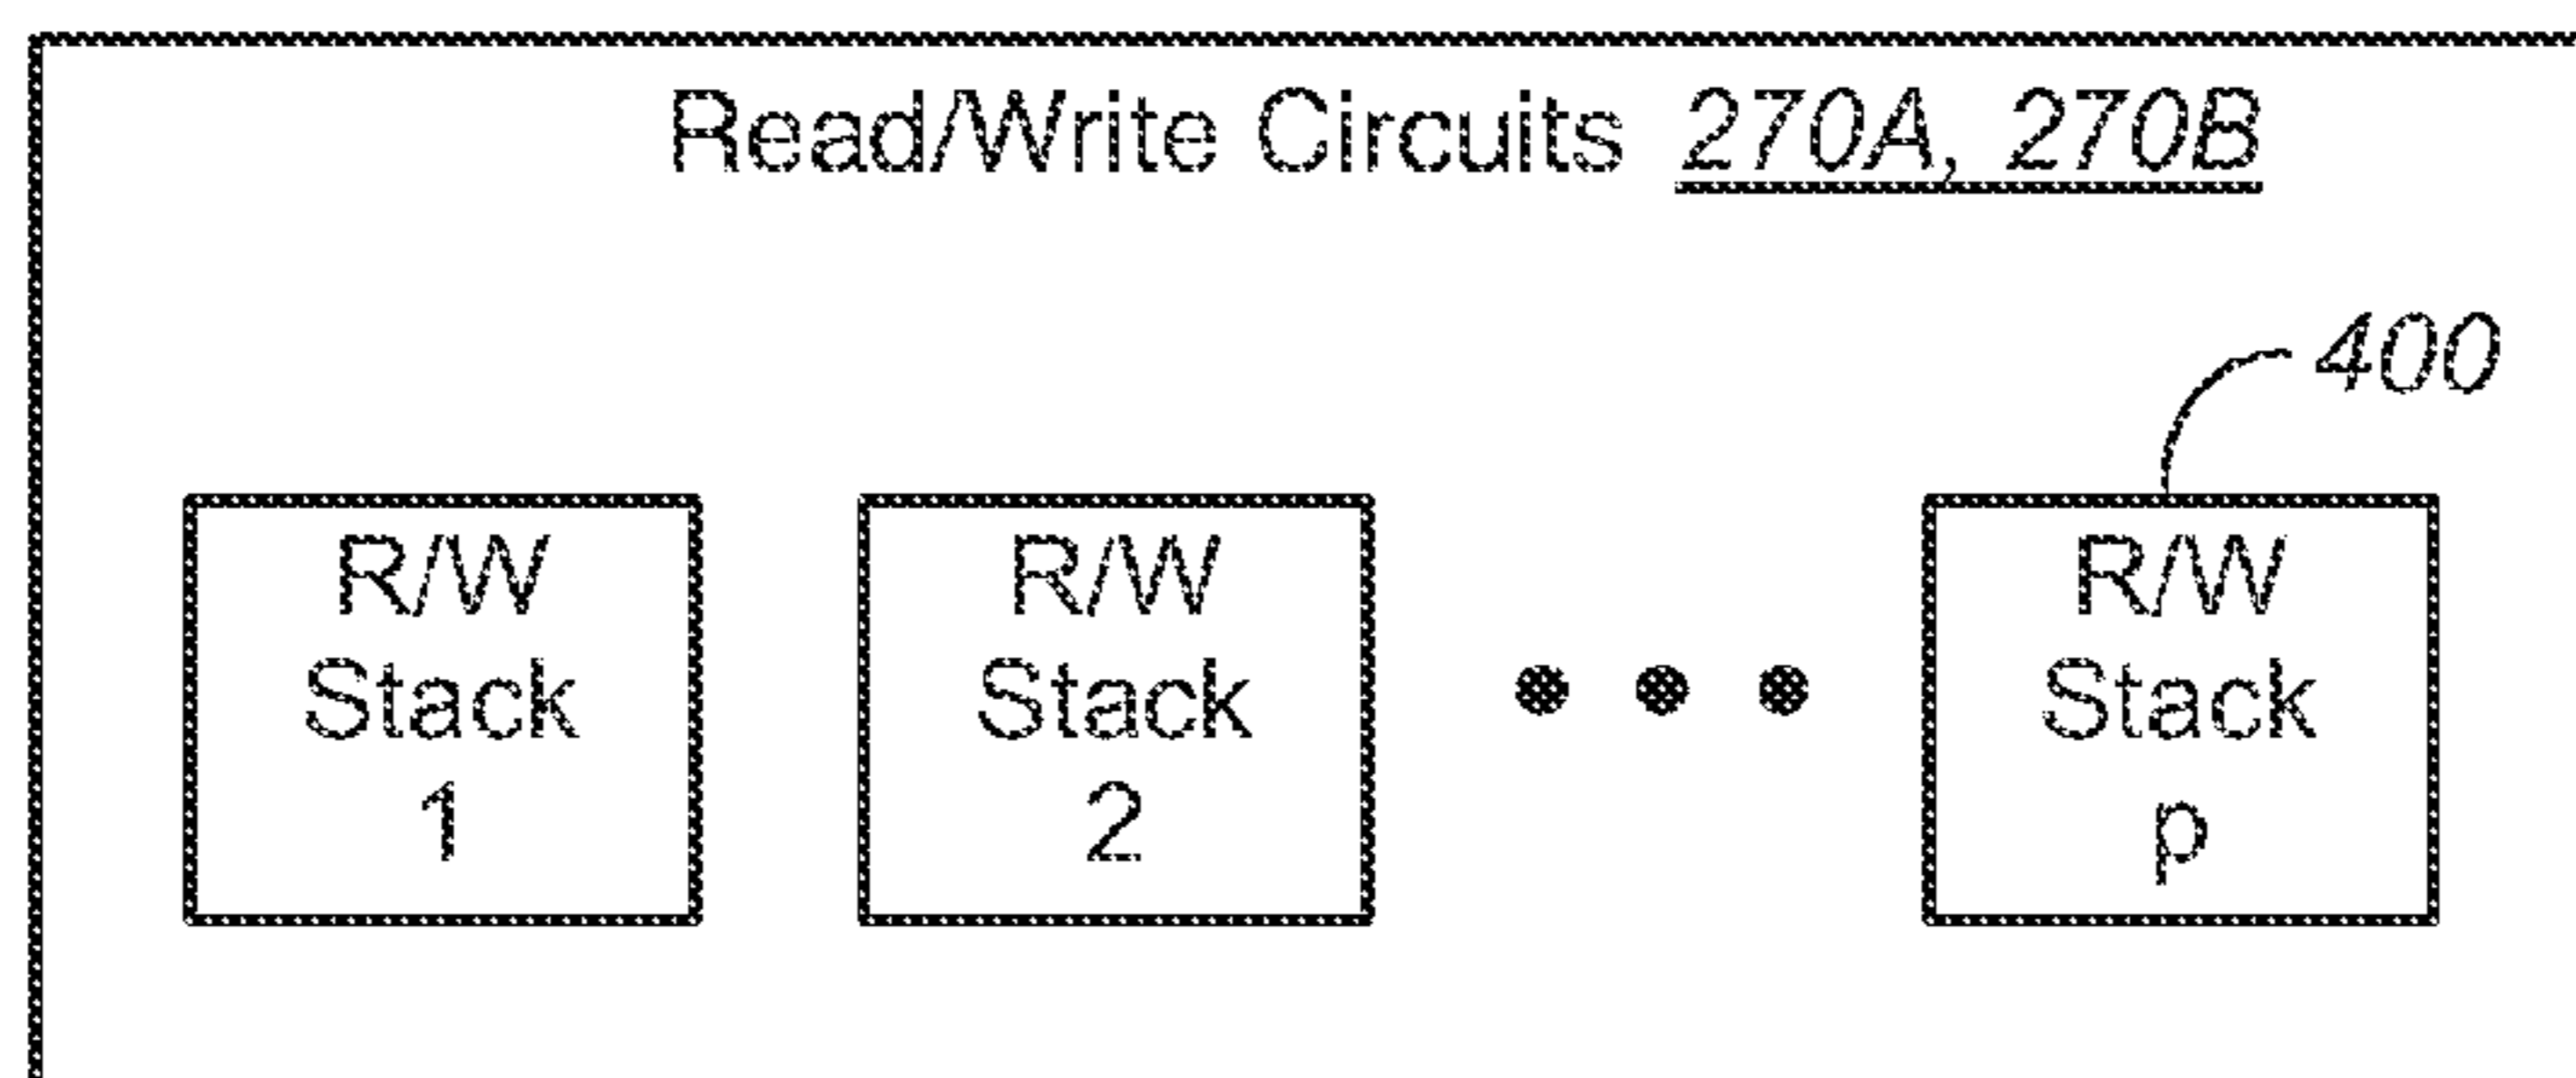 Read/Write Circuits 270A, 270B
400
R/W
Stack
1
R/W
Stack
2
R/W
Stack
p